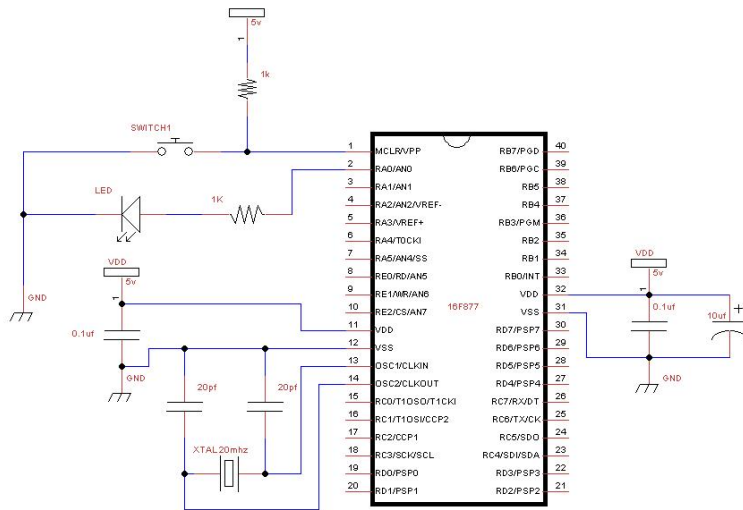 5v
1
1k
SWITCH1
LED
1K
GND
VDD
5v
1
0.1uf
GND
20pf
20pf
XTAL20mhz
1 MCLR/VPP RB7/PGD 40
2 RA0/AN0 RB6/PGC 39
3 RA1/AN1 RB5 38
4 RA2/AN2/VREF- RB4 37
5 RA3/VREF+ RB3/PGM 36
6 RA4/T0CKI RB2 35
7 RA5/AN4/SS RB1 34
8 RE0/RD/AN5 RB0/INT 33
9 RE1/WR/AN6 VDD 32
10 RE2/CS/AN7 VSS 31
11 VDD RD7/PSP7 30
12 VSS RD6/PSP6 29
13 OSC1/CLKIN RD5/PSP5 28
14 OSC2/CLKOUT RD4/PSP4 27
15 RC0/T1OSO/T1CKI RC7/RX/DT 26
16 RC1/T1OSI/CCP2 RC6/TX/CK 25
17 RC2/CCP1 RC5/SDO 24
18 RC3/SCK/SCL RC4/SDI/SDA 23
19 RD0/PSP0 RD3/PSP3 22
20 RD1/PSP1 RD2/PSP2 21
16F877
VDD
5v
1
0.1uf
10uf
+
GND